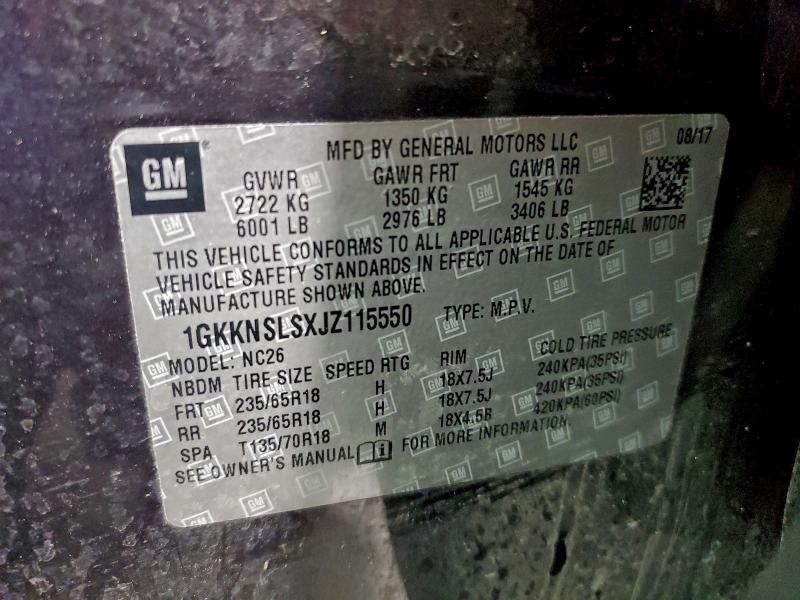 GM
MFD BY GENERAL MOTORS LLC 08/17
GVWR GAWR FRT GAWR RR
2722 KG 1350 KG 1545 KG
6001 LB 2976 LB 3406 LB
THIS VEHICLE CONFORMS TO ALL APPLICABLE U.S. FEDERAL MOTOR
VEHICLE SAFETY STANDARDS IN EFFECT ON THE DATE OF
MANUFACTURE SHOWN ABOVE.
1GKKNSLSXJZ115550 TYPE: M.P.V.
MODEL: NC26
NBDM TIRE SIZE SPEED RTG RIM COLD TIRE PRESSURE
FRT 235/65R18 H 18X7.5J 240KPA(35PSI)
RR 235/65R18 H 18X7.5J 240KPA(35PSI)
SPA T135/70R18 M 18X4.5B 420KPA(60PSI)
SEE OWNER'S MANUAL FOR MORE INFORMATION.